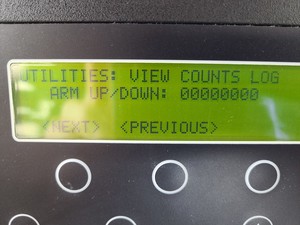 UTILITIES: VIEW COUNTS LOG
ARM UP/DOWN: 00000000
<NEXT> <PREVIOUS>